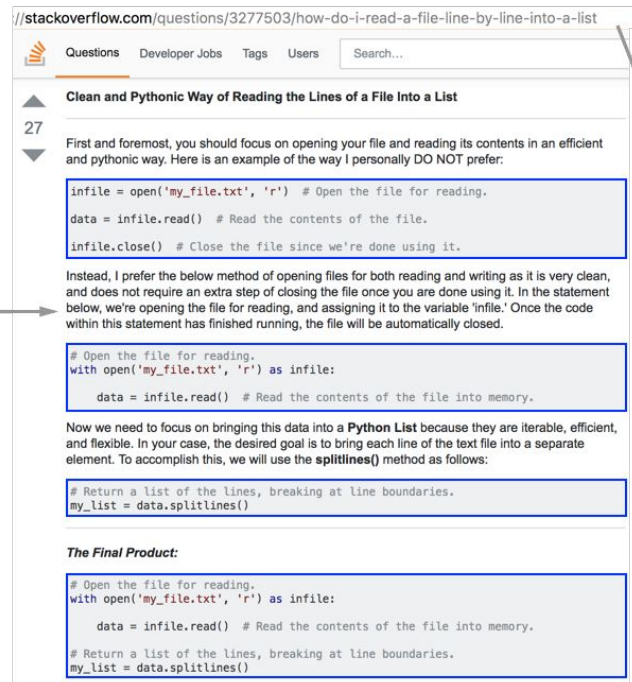 ://stackoverflow.com/questions/3277503/how-do-i-read-a-file-line-by-line-into-a-list
Questions Developer Jobs Tags Users Search...
Clean and Pythonic Way of Reading the Lines of a File Into a List
27
First and foremost, you should focus on opening your file and reading its contents in an efficient
and pythonic way. Here is an example of the way I personally DO NOT prefer:
infile = open('my_file.txt', 'r')  # Open the file for reading.
data = infile.read()  # Read the contents of the file.
infile.close()  # Close the file since we're done using it.
Instead, I prefer the below method of opening files for both reading and writing as it is very clean,
and does not require an extra step of closing the file once you are done using it. In the statement
below, we're opening the file for reading, and assigning it to the variable 'infile.' Once the code
within this statement has finished running, the file will be automatically closed.
# Open the file for reading.
with open('my_file.txt', 'r') as infile:
    data = infile.read()  # Read the contents of the file into memory.
Now we need to focus on bringing this data into a Python List because they are iterable, efficient,
and flexible. In your case, the desired goal is to bring each line of the text file into a separate
element. To accomplish this, we will use the splitlines() method as follows:
# Return a list of the lines, breaking at line boundaries.
my_list = data.splitlines()
The Final Product:
# Open the file for reading.
with open('my_file.txt', 'r') as infile:
    data = infile.read()  # Read the contents of the file into memory.
# Return a list of the lines, breaking at line boundaries.
my_list = data.splitlines()